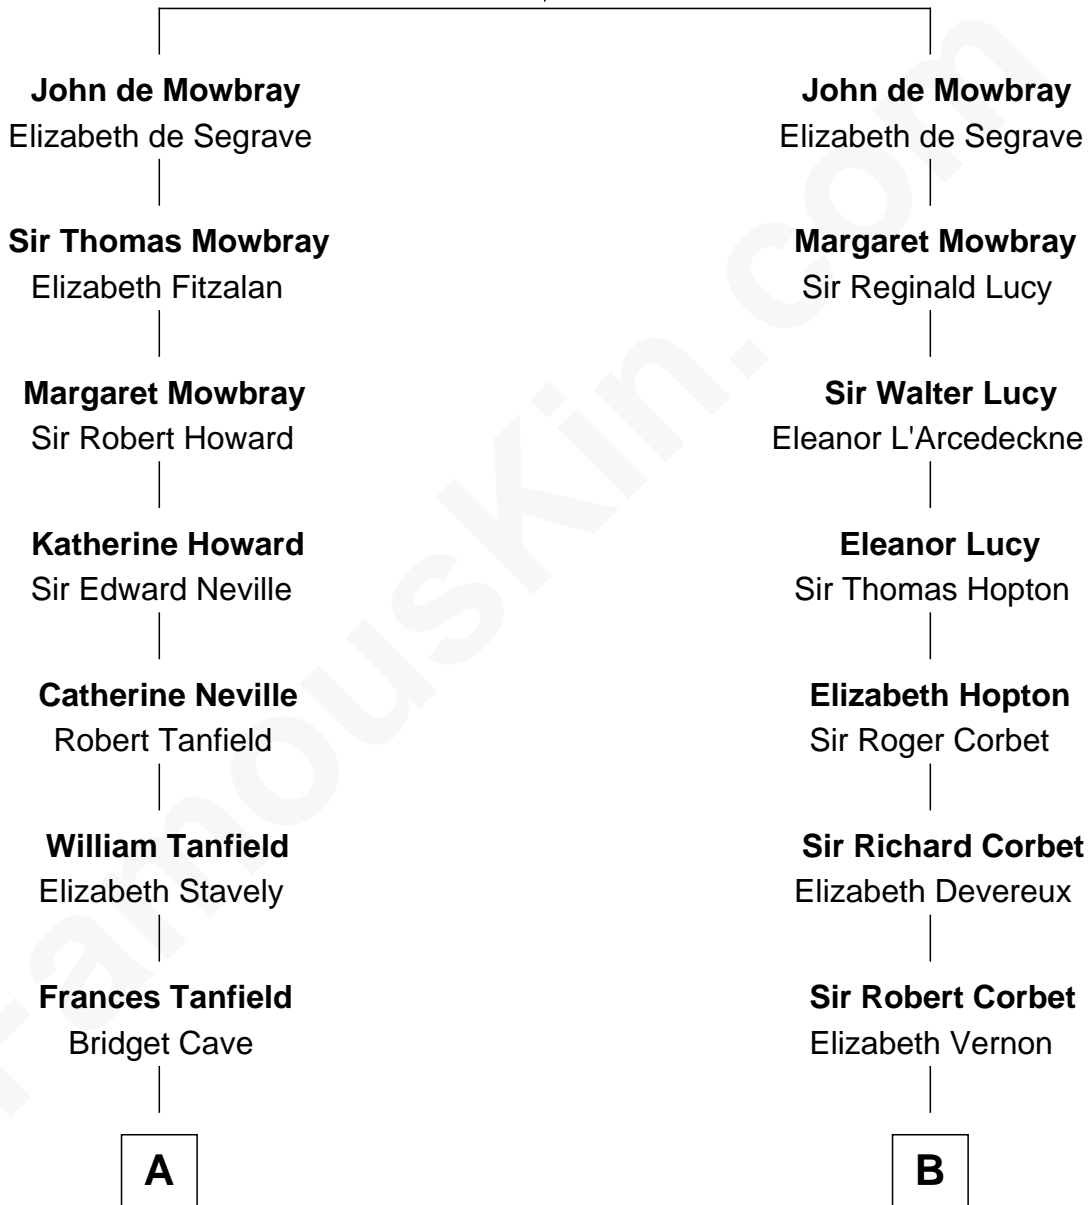 John de Mowbray
Elizabeth de Segrave
Sir Thomas Mowbray
Elizabeth Fitzalan
Margaret Mowbray
Sir Robert Howard
Katherine Howard
Sir Edward Neville
Catherine Neville
Robert Tanfield
William Tanfield
Elizabeth Stavely
Frances Tanfield
Bridget Cave
A
John de Mowbray
Elizabeth de Segrave
Margaret Mowbray
Sir Reginald Lucy
Sir Walter Lucy
Eleanor L'Arcedeckne
Eleanor Lucy
Sir Thomas Hopton
Elizabeth Hopton
Sir Roger Corbet
Sir Richard Corbet
Elizabeth Devereux
Sir Robert Corbet
Elizabeth Vernon
B
FamousKin.com